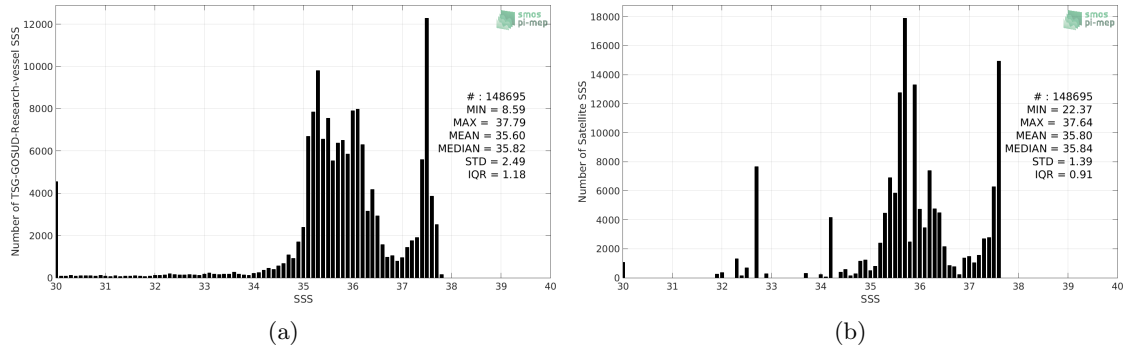 12000
10000
8000
6000
4000
2000
0
Number of TSG-GOSUD-Research-vessel SSS
smos
pi-mep
# : 148695
MIN = 8.59
MAX = 37.79
MEAN = 35.60
MEDIAN = 35.82
STD = 2.49
IQR = 1.18
30 31 32 33 34 35 36 37 38 39 40
SSS
(a)
18000
16000
14000
12000
10000
8000
6000
4000
2000
0
Number of Satellite SSS
smos
pi-mep
# : 148695
MIN = 22.37
MAX = 37.64
MEAN = 35.80
MEDIAN = 35.84
STD = 1.39
IQR = 0.91
30 31 32 33 34 35 36 37 38 39 40
SSS
(b)